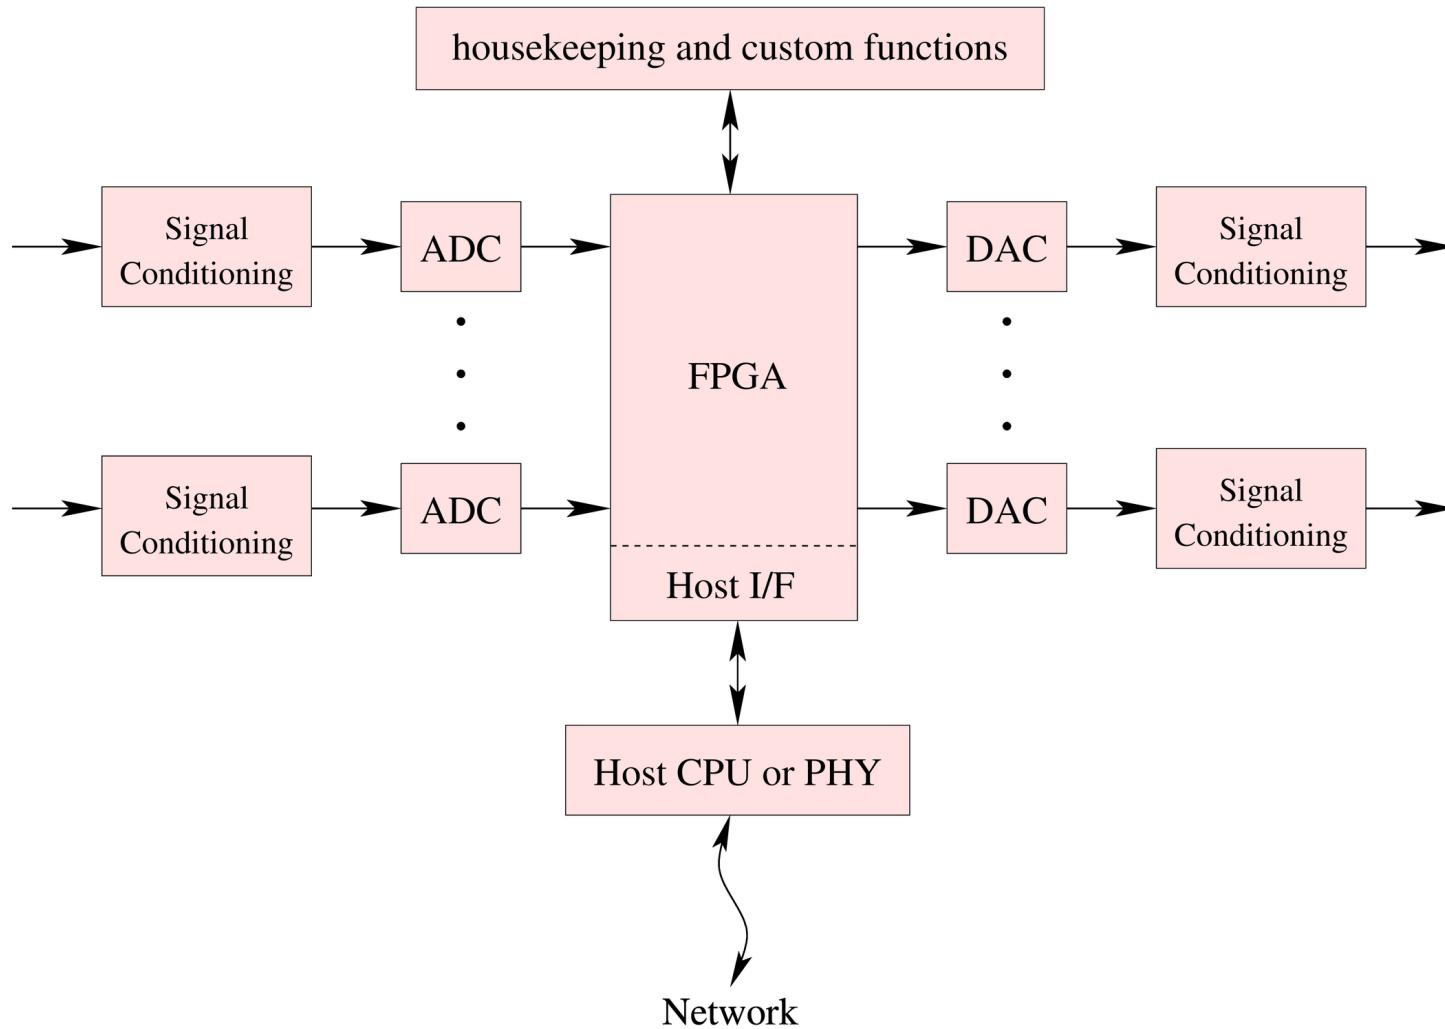 housekeeping and custom functions
Signal
Conditioning
ADC
DAC
Signal
Conditioning
FPGA
Signal
Conditioning
ADC
DAC
Signal
Conditioning
Host I/F
Host CPU or PHY
Network